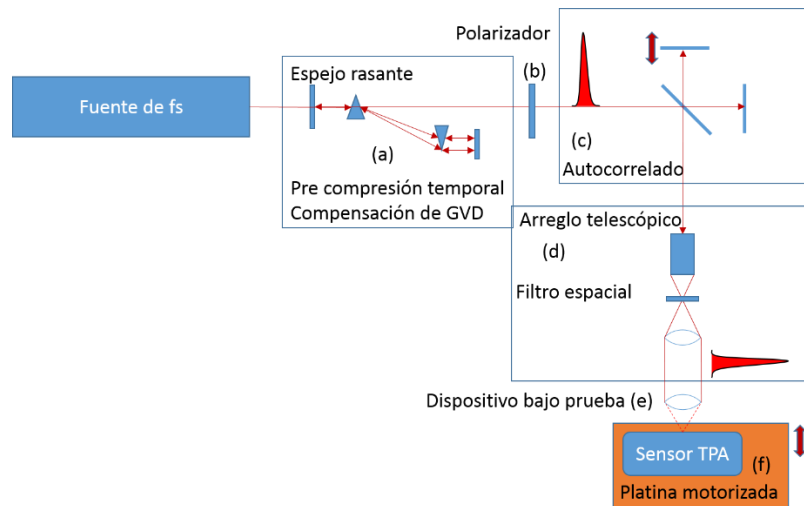 Polarizador
Espejo rasante
(b)
Fuente de fs
(a)
(c)
Autocorrelado
Pre compresión temporal
Compensación de GVD
Arreglo telescópico
(d)
Filtro espacial
Dispositivo bajo prueba (e)
Sensor TPA
(f)
Platina motorizada